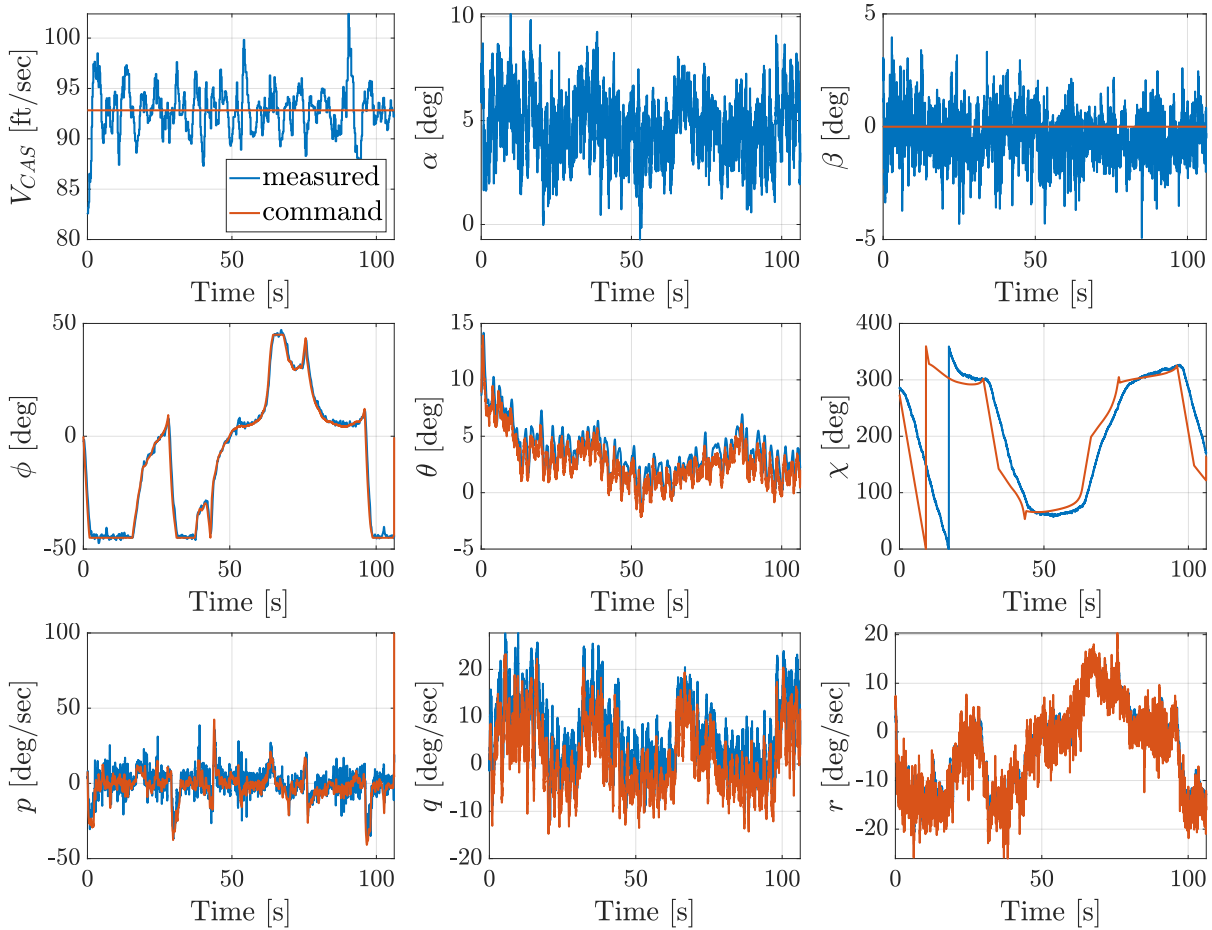 100
95
90
85
80
V_CAS [ft/sec]
measured
command
0 50 100
Time [s]
10
5
0
α [deg]
0 50 100
Time [s]
5
0
-5
β [deg]
0 50 100
Time [s]
50
0
-50
ϕ [deg]
0 50 100
Time [s]
15
10
5
0
-5
θ [deg]
0 50 100
Time [s]
400
300
200
100
0
χ [deg]
0 50 100
Time [s]
100
50
0
-50
p [deg/sec]
0 50 100
Time [s]
20
10
0
-10
-20
q [deg/sec]
0 50 100
Time [s]
20
10
0
-10
-20
r [deg/sec]
0 50 100
Time [s]